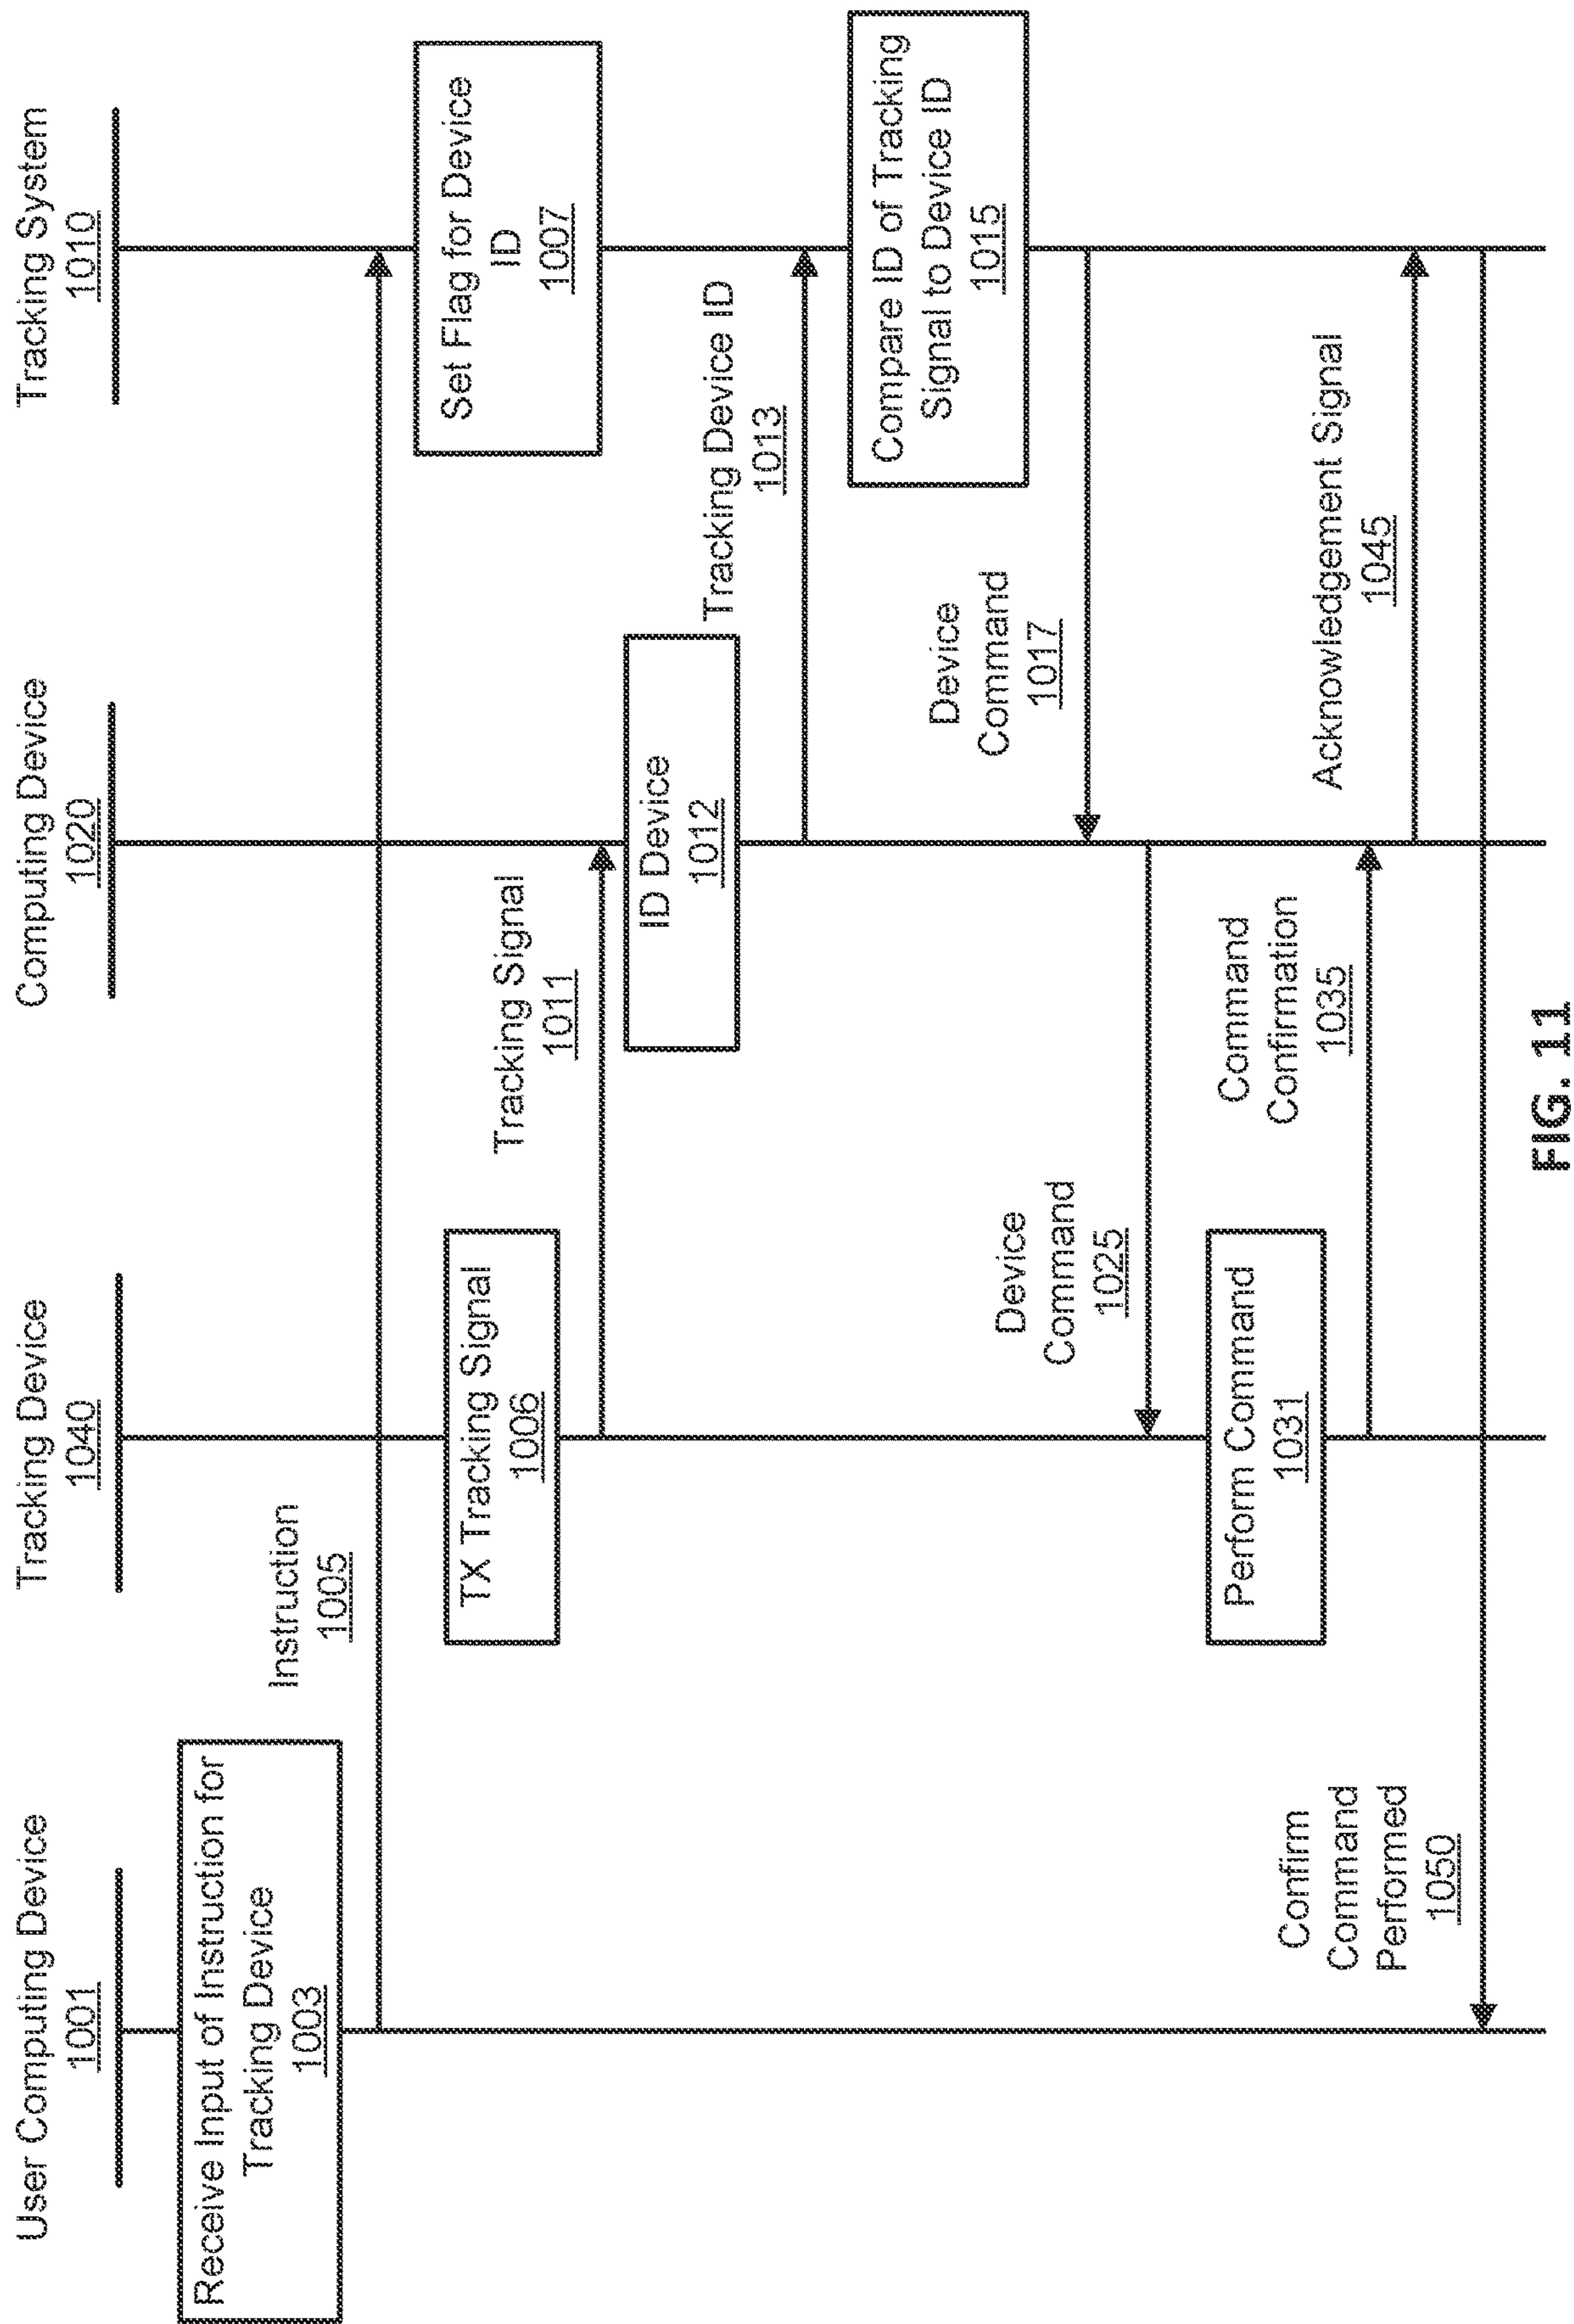 User Computing Device
1001
Tracking Device
1040
Computing Device
1020
Tracking System
1010
Receive Input of Instruction for
Tracking Device
1003
Instruction
1005
TX Tracking Signal
1006
Set Flag for Device
ID
1007
Tracking Signal
1011
ID Device
1012
Tracking Device ID
1013
Compare ID of Tracking
Signal to Device ID
1015
Device
Command
1017
Device
Command
1025
Perform Command
1031
Command
Confirmation
1035
Acknowledgement Signal
1045
Confirm
Command
Performed
1050
FIG. 11